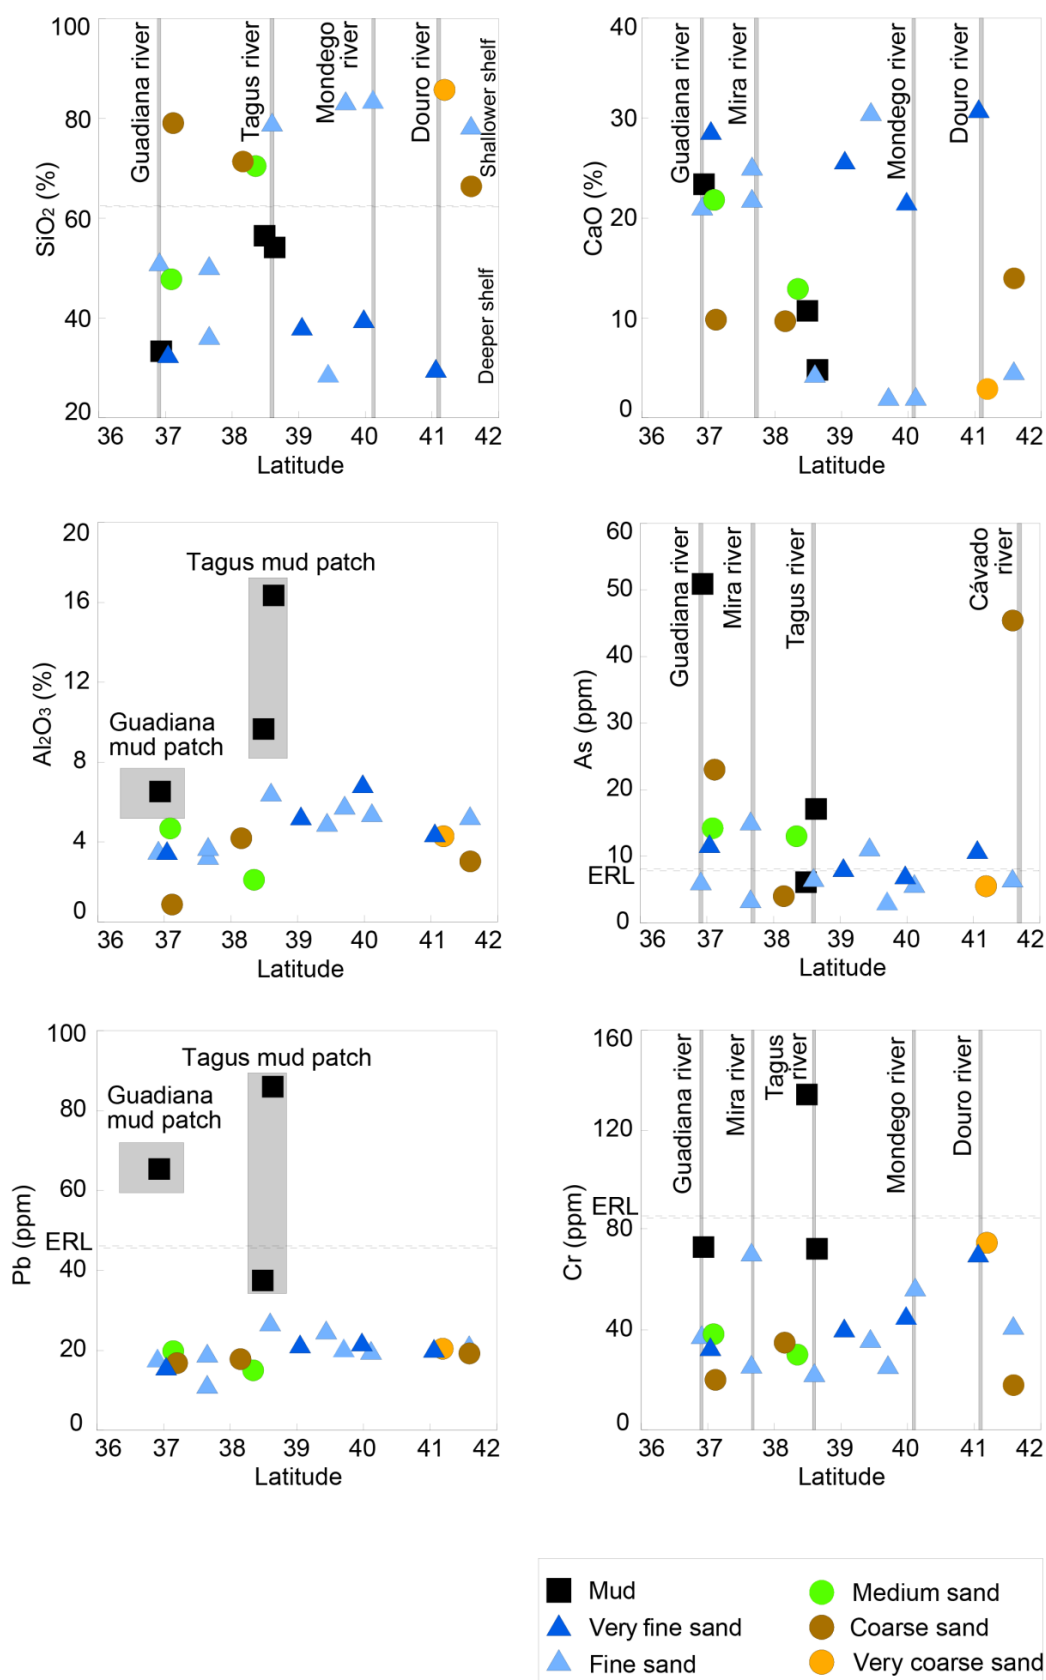 100
80
60
40
20
SiO2 (%)
Guadiana river
Tagus river
Mondego
river
Douro river
Shallower shelf
Deeper shelf
36 37 38 39 40 41 42
Latitude
40
30
20
10
0
CaO (%)
Guadiana river
Mira river
Mondego river
Douro river
36 37 38 39 40 41 42
Latitude
20
16
12
8
4
0
Al2O3 (%)
Tagus mud patch
Guadiana
mud patch
36 37 38 39 40 41 42
Latitude
60
50
40
30
20
10
ERL
0
As (ppm)
Guadiana river
Mira river
Tagus river
Cávado
river
36 37 38 39 40 41 42
Latitude
100
80
60
ERL
40
20
0
Pb (ppm)
Tagus mud patch
Guadiana
mud patch
36 37 38 39 40 41 42
Latitude
160
120
ERL
80
40
0
Cr (ppm)
Guadiana river
Mira river
Tagus
river
Mondego river
Douro river
36 37 38 39 40 41 42
Latitude
Mud
Very fine sand
Fine sand
Medium sand
Coarse sand
Very coarse sand